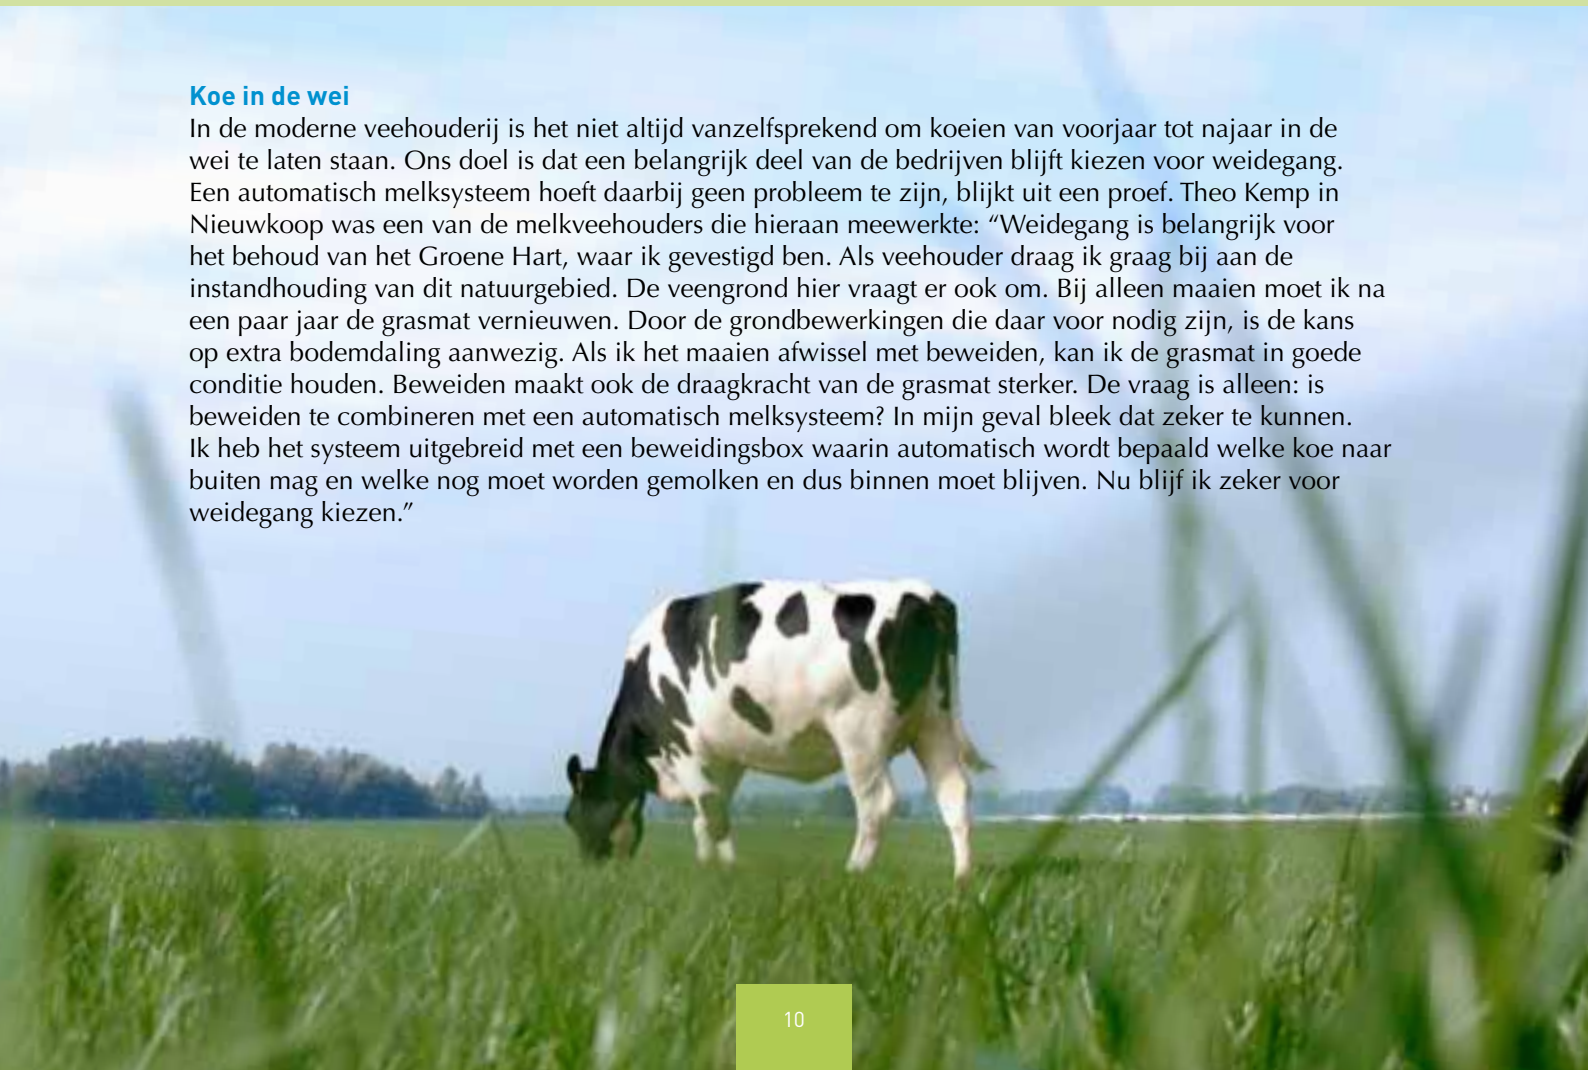 Koe in de wei
In de moderne veehouderij is het niet altijd vanzelfsprekend om koeien van voorjaar tot najaar in de
wei te laten staan. Ons doel is dat een belangrijk deel van de bedrijven blijft kiezen voor weidegang.
Een automatisch melksysteem hoeft daarbij geen probleem te zijn, blijkt uit een proef. Theo Kemp in
Nieuwkoop was een van de melkveehouders die hieraan meewerkte: “Weidegang is belangrijk voor
het behoud van het Groene Hart, waar ik gevestigd ben. Als veehouder draag ik graag bij aan de
instandhouding van dit natuurgebied. De veengrond hier vraagt er ook om. Bij alleen maaien moet ik na
een paar jaar de grasmat vernieuwen. Door de grondbewerkingen die daar voor nodig zijn, is de kans
op extra bodemdaling aanwezig. Als ik het maaien afwissel met beweiden, kan ik de grasmat in goede
conditie houden. Beweiden maakt ook de draagkracht van de grasmat sterker. De vraag is alleen: is
beweiden te combineren met een automatisch melksysteem? In mijn geval bleek dat zeker te kunnen.
Ik heb het systeem uitgebreid met een beweidingsbox waarin automatisch wordt bepaald welke koe naar
buiten mag en welke nog moet worden gemolken en dus binnen moet blijven. Nu blijf ik zeker voor
weidegang kiezen.”
10